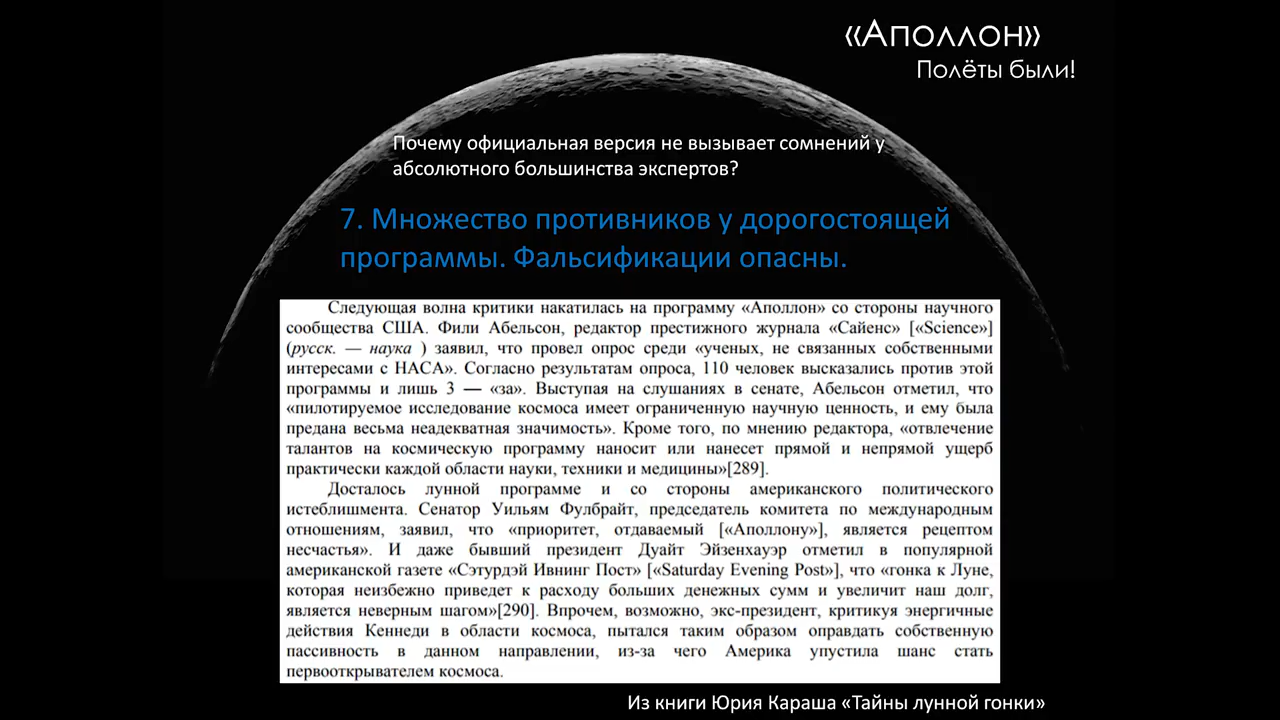 «Аполлон»
Полёты были!
Почему официальная версия не вызывает сомнений у
абсолютного большинства экспертов?
7. Множество противников у дорогостоящей
программы. Фальсификации опасны.
Следующая волна критики накатилась на программу «Аполлон» со стороны научного
сообщества США. Фили Абельсон, редактор престижного журнала «Сайенс» [«Science»]
(русск. — наука ) заявил, что провел опрос среди «ученых, не связанных собственными
интересами с НАСА». Согласно результатам опроса, 110 человек высказались против этой
программы и лишь 3 — «за». Выступая на слушаниях в сенате, Абельсон отметил, что
«пилотируемое исследование космоса имеет ограниченную научную ценность, и ему была
предана весьма неадекватная значимость». Кроме того, по мнению редактора, «отвлечение
талантов на космическую программу наносит или нанесет прямой и непрямой ущерб
практически каждой области науки, техники и медицины»[289].
Досталось лунной программе и со стороны американского политического
истеблишмента. Сенатор Уильям Фулбрайт, председатель комитета по международным
отношениям, заявил, что «приоритет, отдаваемый [«Аполлону»], является рецептом
несчастья». И даже бывший президент Дуайт Эйзенхауэр отметил в популярной
американской газете «Сэтурдэй Ивнинг Пост» [«Saturday Evening Post»], что «гонка к Луне,
которая неизбежно приведет к расходу больших денежных сумм и увеличит наш долг,
является неверным шагом»[290]. Впрочем, возможно, экс-президент, критикуя энергичные
действия Кеннеди в области космоса, пытался таким образом оправдать собственную
пассивность в данном направлении, из-за чего Америка упустила шанс стать
первооткрывателем космоса.
Из книги Юрия Караша «Тайны лунной гонки»